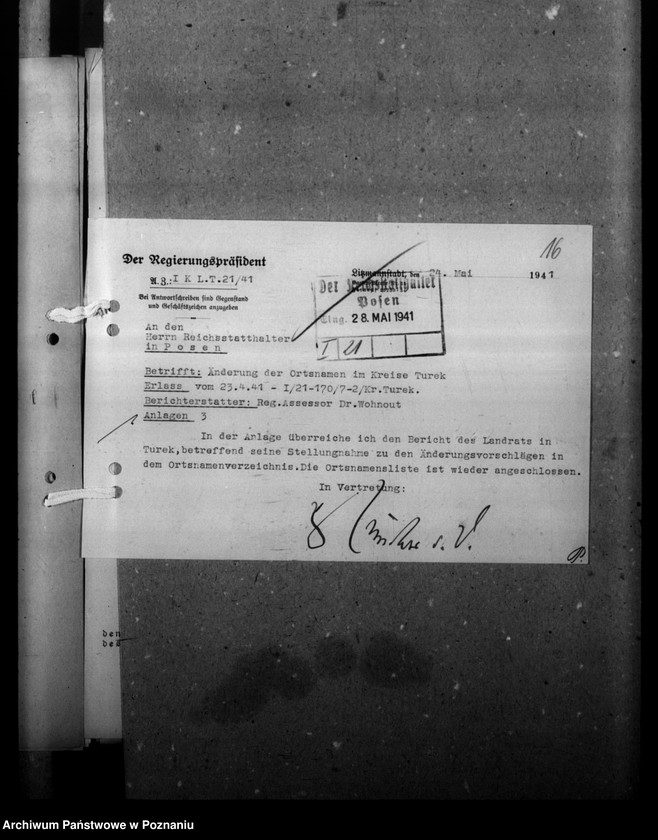 16
Der Regierungspräsident
A.Z.: I K L.T.21/41
Litzmannstadt, den 24. Mai 1941
Bei Antwortschreiben sind Gegenstand
und Geschäftszeichen anzugeben
Der Reichsstatthalter
Posen
Eing. 28. MAI 1941
I 21
An den
Herrn Reichsstatthalter
in P o s e n
Betrifft: Änderung der Ortsnamen im Kreise Turek
Erlass vom 23.4.41 - I/21-170/7-2/Kr.Turek.
Berichterstatter: Reg.Assessor Dr.Wohnout
Anlagen 3
In der Anlage überreiche ich den Bericht des Landrats in
Turek,betreffend seine Stellungnahme zu den Änderungsvorschlägen in
dem Ortsnamenverzeichnis.Die Ortsnamensliste ist wieder angeschlossen.
In Vertretung:
P.
den
des
Archiwum Państwowe w Poznaniu